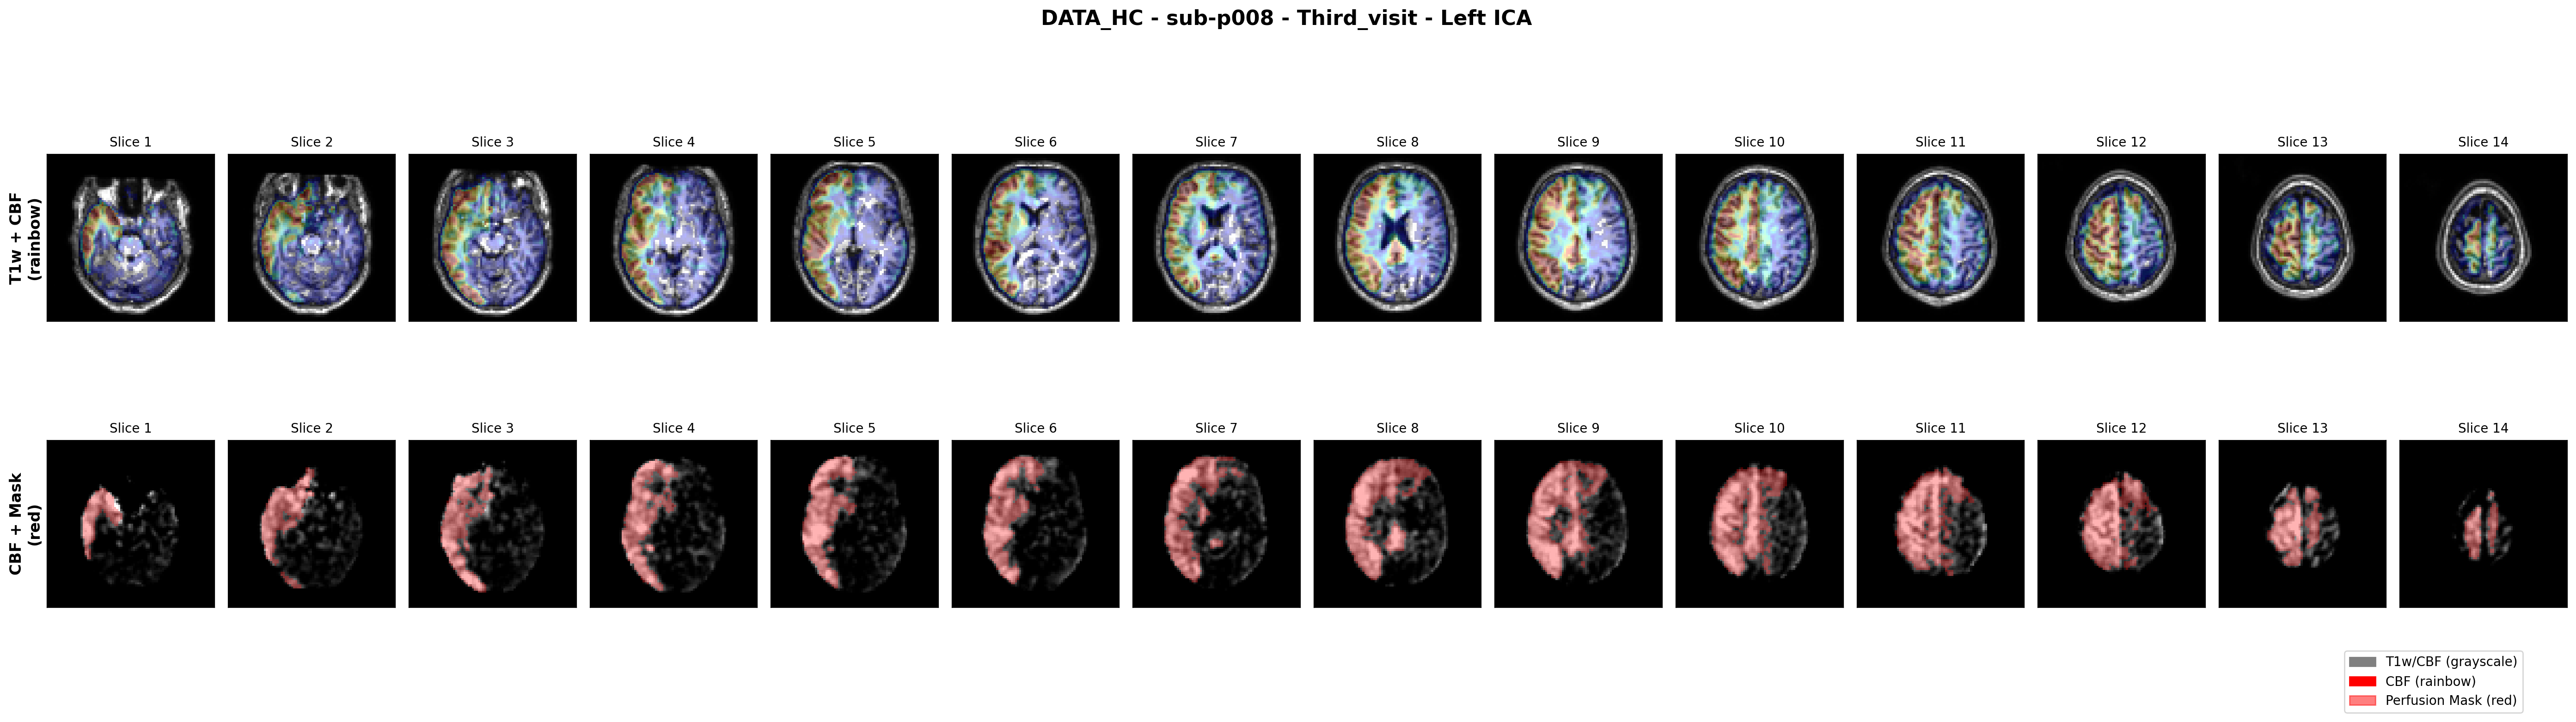 DATA_HC - sub-p008 - Third_visit - Left ICA
T1w + CBF
(rainbow)
Slice 1 Slice 2 Slice 3 Slice 4 Slice 5 Slice 6 Slice 7 Slice 8 Slice 9 Slice 10 Slice 11 Slice 12 Slice 13 Slice 14
CBF + Mask
(red)
Slice 1 Slice 2 Slice 3 Slice 4 Slice 5 Slice 6 Slice 7 Slice 8 Slice 9 Slice 10 Slice 11 Slice 12 Slice 13 Slice 14
T1w/CBF (grayscale)
CBF (rainbow)
Perfusion Mask (red)